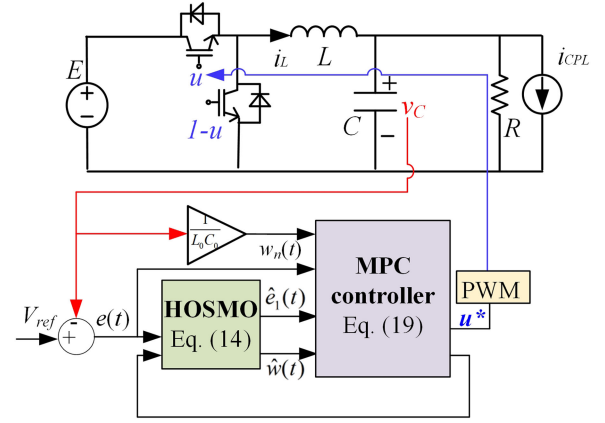 E
+
−
u
1-u
i_L
L
C
+
v_C
−
R
i_CPL
1
L_0C_0
w_n(t)
V_ref
-
+
e(t)
HOSMO
Eq. (14)
ê_1(t)
ŵ(t)
MPC
controller
Eq. (19)
PWM
u*